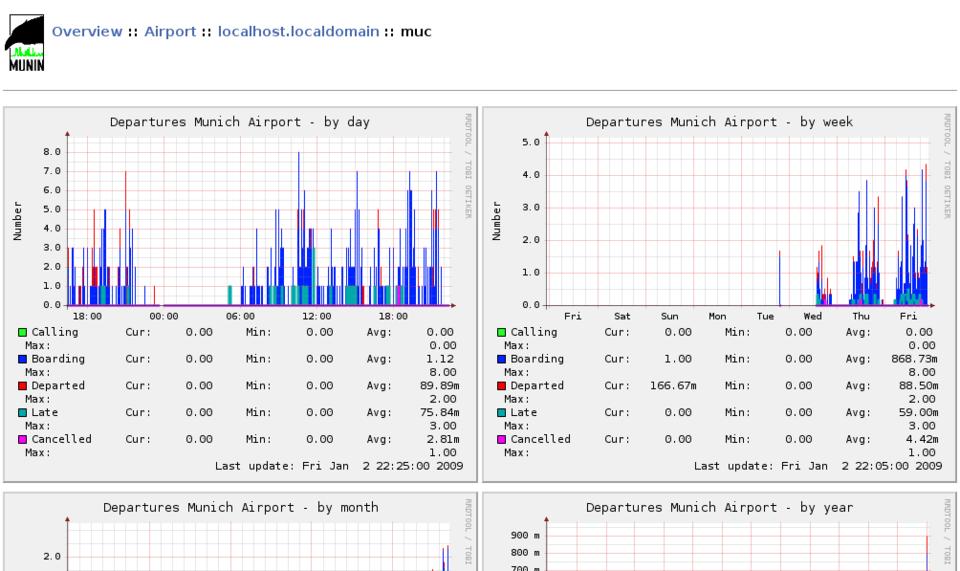 MUNIN
Overview :: Airport :: localhost.localdomain :: muc
Departures Munich Airport - by day
RRDTOOL / TOBI OETIKER
Number
8.0
7.0
6.0
5.0
4.0
3.0
2.0
1.0
0.0
18:00 00:00 06:00 12:00 18:00
Calling Cur: 0.00 Min: 0.00 Avg: 0.00
Max: 0.00
Boarding Cur: 0.00 Min: 0.00 Avg: 1.12
Max: 8.00
Departed Cur: 0.00 Min: 0.00 Avg: 89.89m
Max: 2.00
Late Cur: 0.00 Min: 0.00 Avg: 75.84m
Max: 3.00
Cancelled Cur: 0.00 Min: 0.00 Avg: 2.81m
Max: 1.00
Last update: Fri Jan 2 22:25:00 2009
Departures Munich Airport - by week
RRDTOOL / TOBI OETIKER
Number
5.0
4.0
3.0
2.0
1.0
0.0
Fri Sat Sun Mon Tue Wed Thu Fri
Calling Cur: 0.00 Min: 0.00 Avg: 0.00
Max: 0.00
Boarding Cur: 1.00 Min: 0.00 Avg: 868.73m
Max: 8.00
Departed Cur: 166.67m Min: 0.00 Avg: 88.50m
Max: 2.00
Late Cur: 0.00 Min: 0.00 Avg: 59.00m
Max: 3.00
Cancelled Cur: 0.00 Min: 0.00 Avg: 4.42m
Max: 1.00
Last update: Fri Jan 2 22:05:00 2009
Departures Munich Airport - by month
RRDTOOL / TOBI
2.0
Departures Munich Airport - by year
RRDTOOL / TOBI
900 m
800 m
700 m